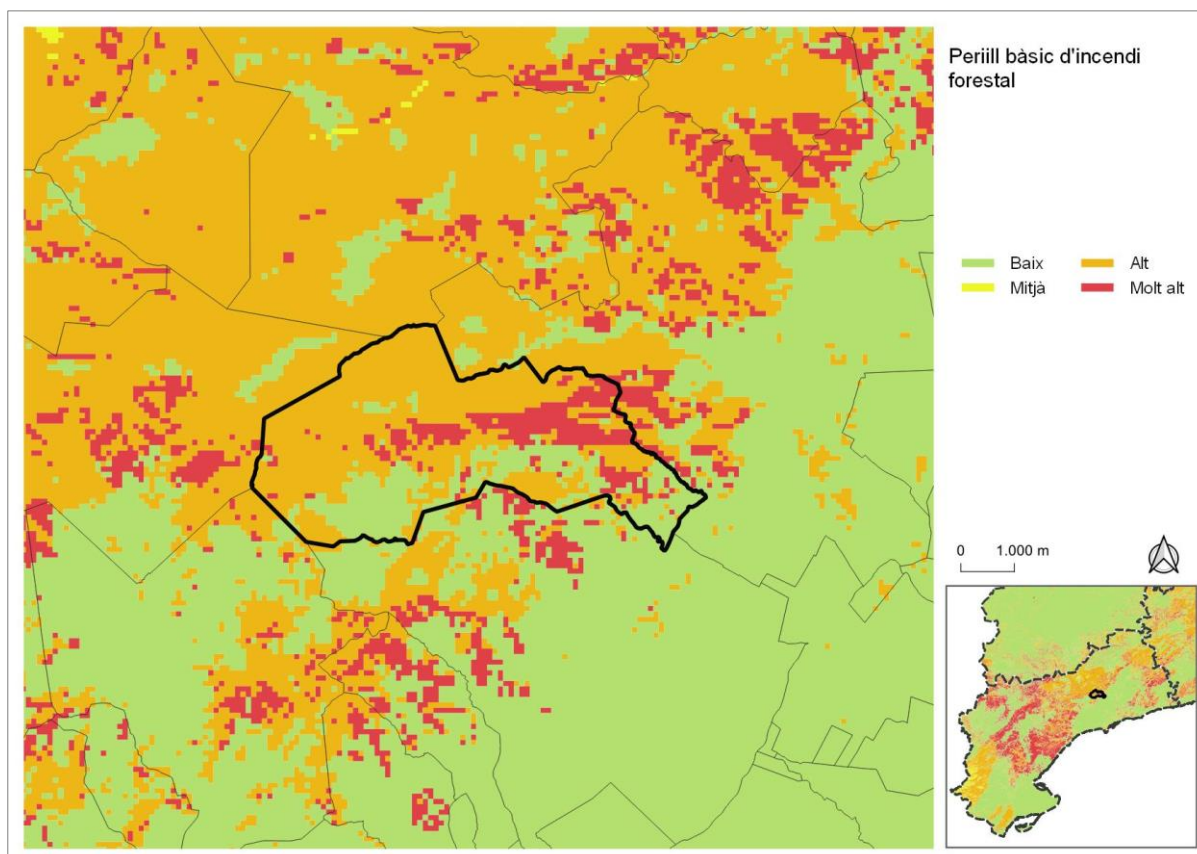 Periill bàsic d'incendi
forestal
Baix
Alt
Mitjà
Molt alt
0 1.000 m